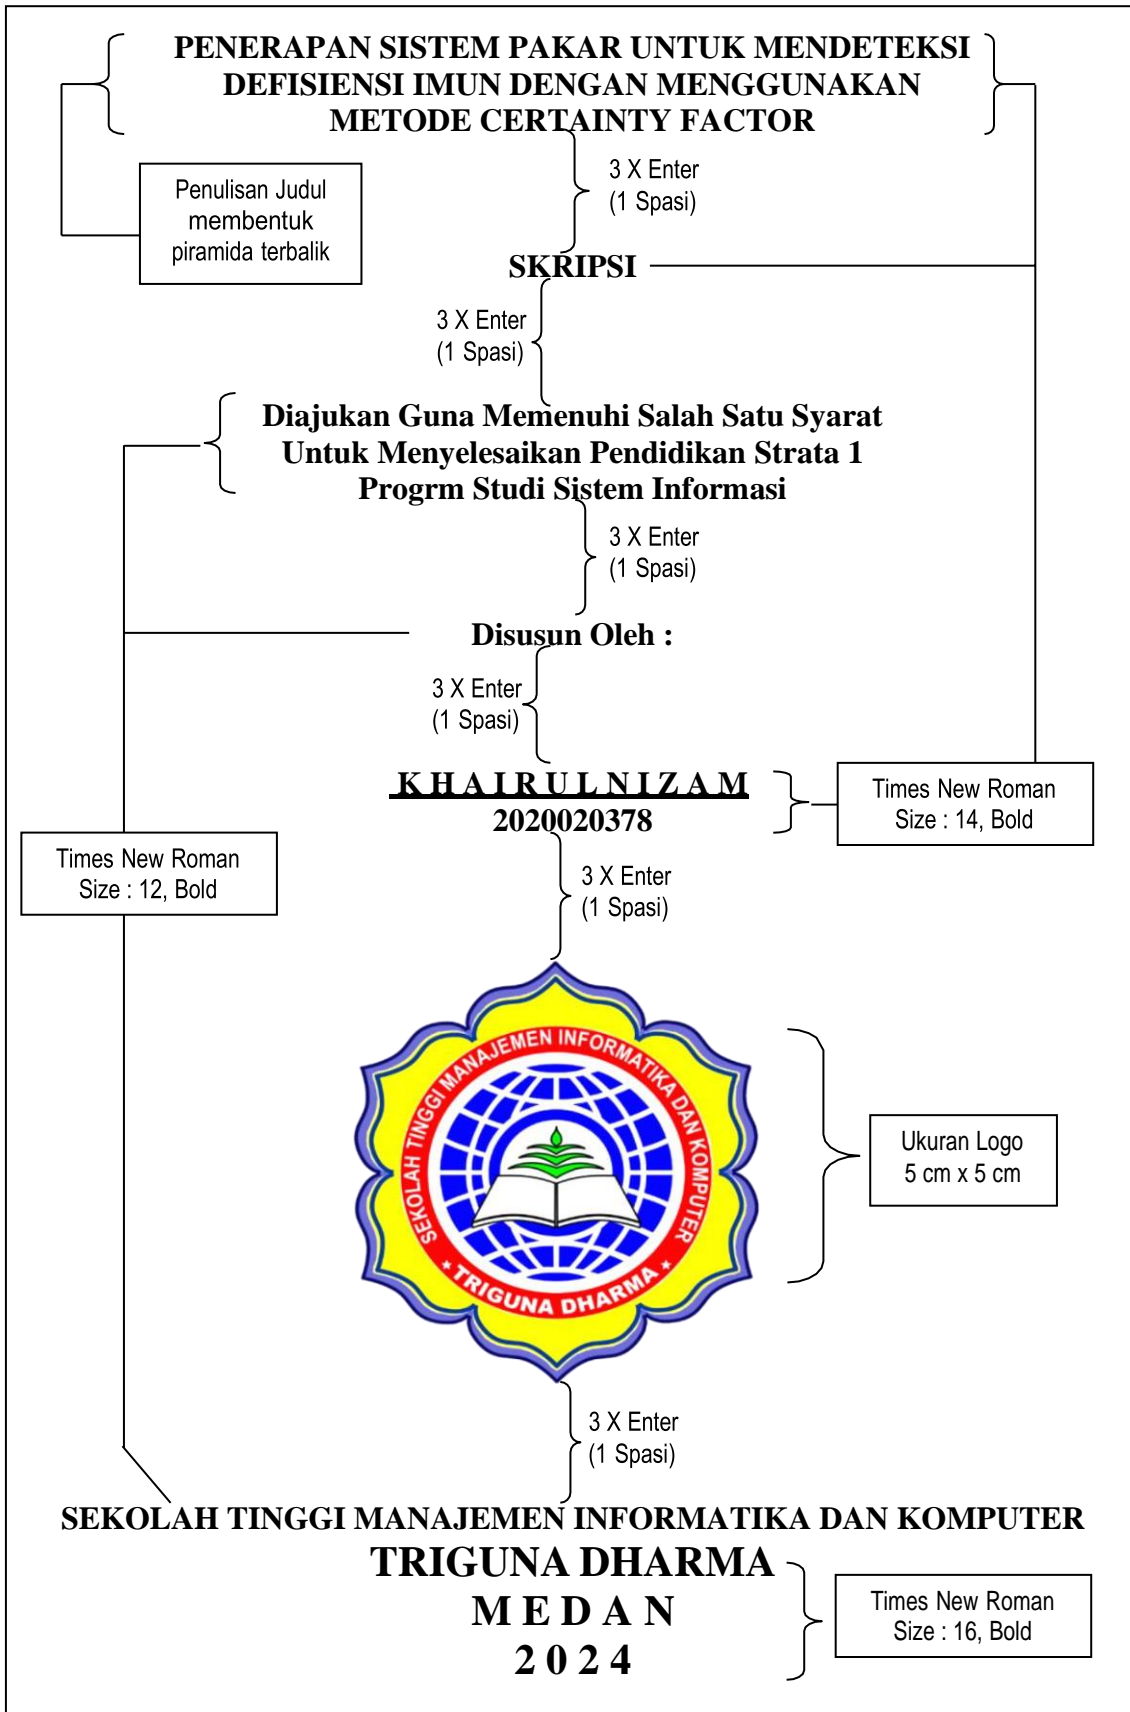 PENERAPAN SISTEM PAKAR UNTUK MENDETEKSI
DEFISIENSI IMUN DENGAN MENGGUNAKAN
METODE CERTAINTY FACTOR
3 X Enter
(1 Spasi)
Penulisan Judul
membentuk
piramida terbalik
SKRIPSI
3 X Enter
(1 Spasi)
Diajukan Guna Memenuhi Salah Satu Syarat
Untuk Menyelesaikan Pendidikan Strata 1
Progrm Studi Sistem Informasi
3 X Enter
(1 Spasi)
Disusun Oleh :
3 X Enter
(1 Spasi)
K H A I R U L N I Z A M
2020020378
Times New Roman
Size : 14, Bold
Times New Roman
Size : 12, Bold
3 X Enter
(1 Spasi)
SEKOLAH TINGGI MANAJEMEN INFORMATIKA DAN KOMPUTER
TRIGUNA DHARMA
Ukuran Logo
5 cm x 5 cm
3 X Enter
(1 Spasi)
SEKOLAH TINGGI MANAJEMEN INFORMATIKA DAN KOMPUTER
TRIGUNA DHARMA
M E D A N
2 0 2 4
Times New Roman
Size : 16, Bold